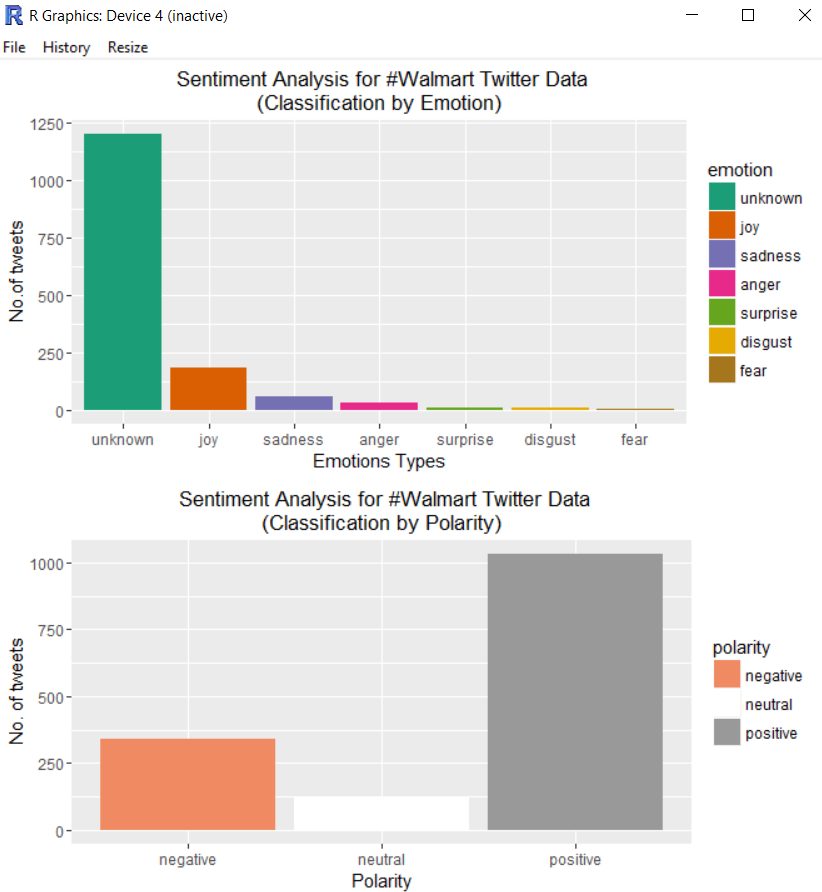 R Graphics: Device 4 (inactive)
File History Resize
Sentiment Analysis for #Walmart Twitter Data
(Classification by Emotion)
No.of tweets
1250
1000
750
500
250
0
unknown joy sadness anger surprise disgust fear
Emotions Types
emotion
unknown
joy
sadness
anger
surprise
disgust
fear
Sentiment Analysis for #Walmart Twitter Data
(Classification by Polarity)
No. of tweets
1000
750
500
250
0
negative neutral positive
Polarity
polarity
negative
neutral
positive